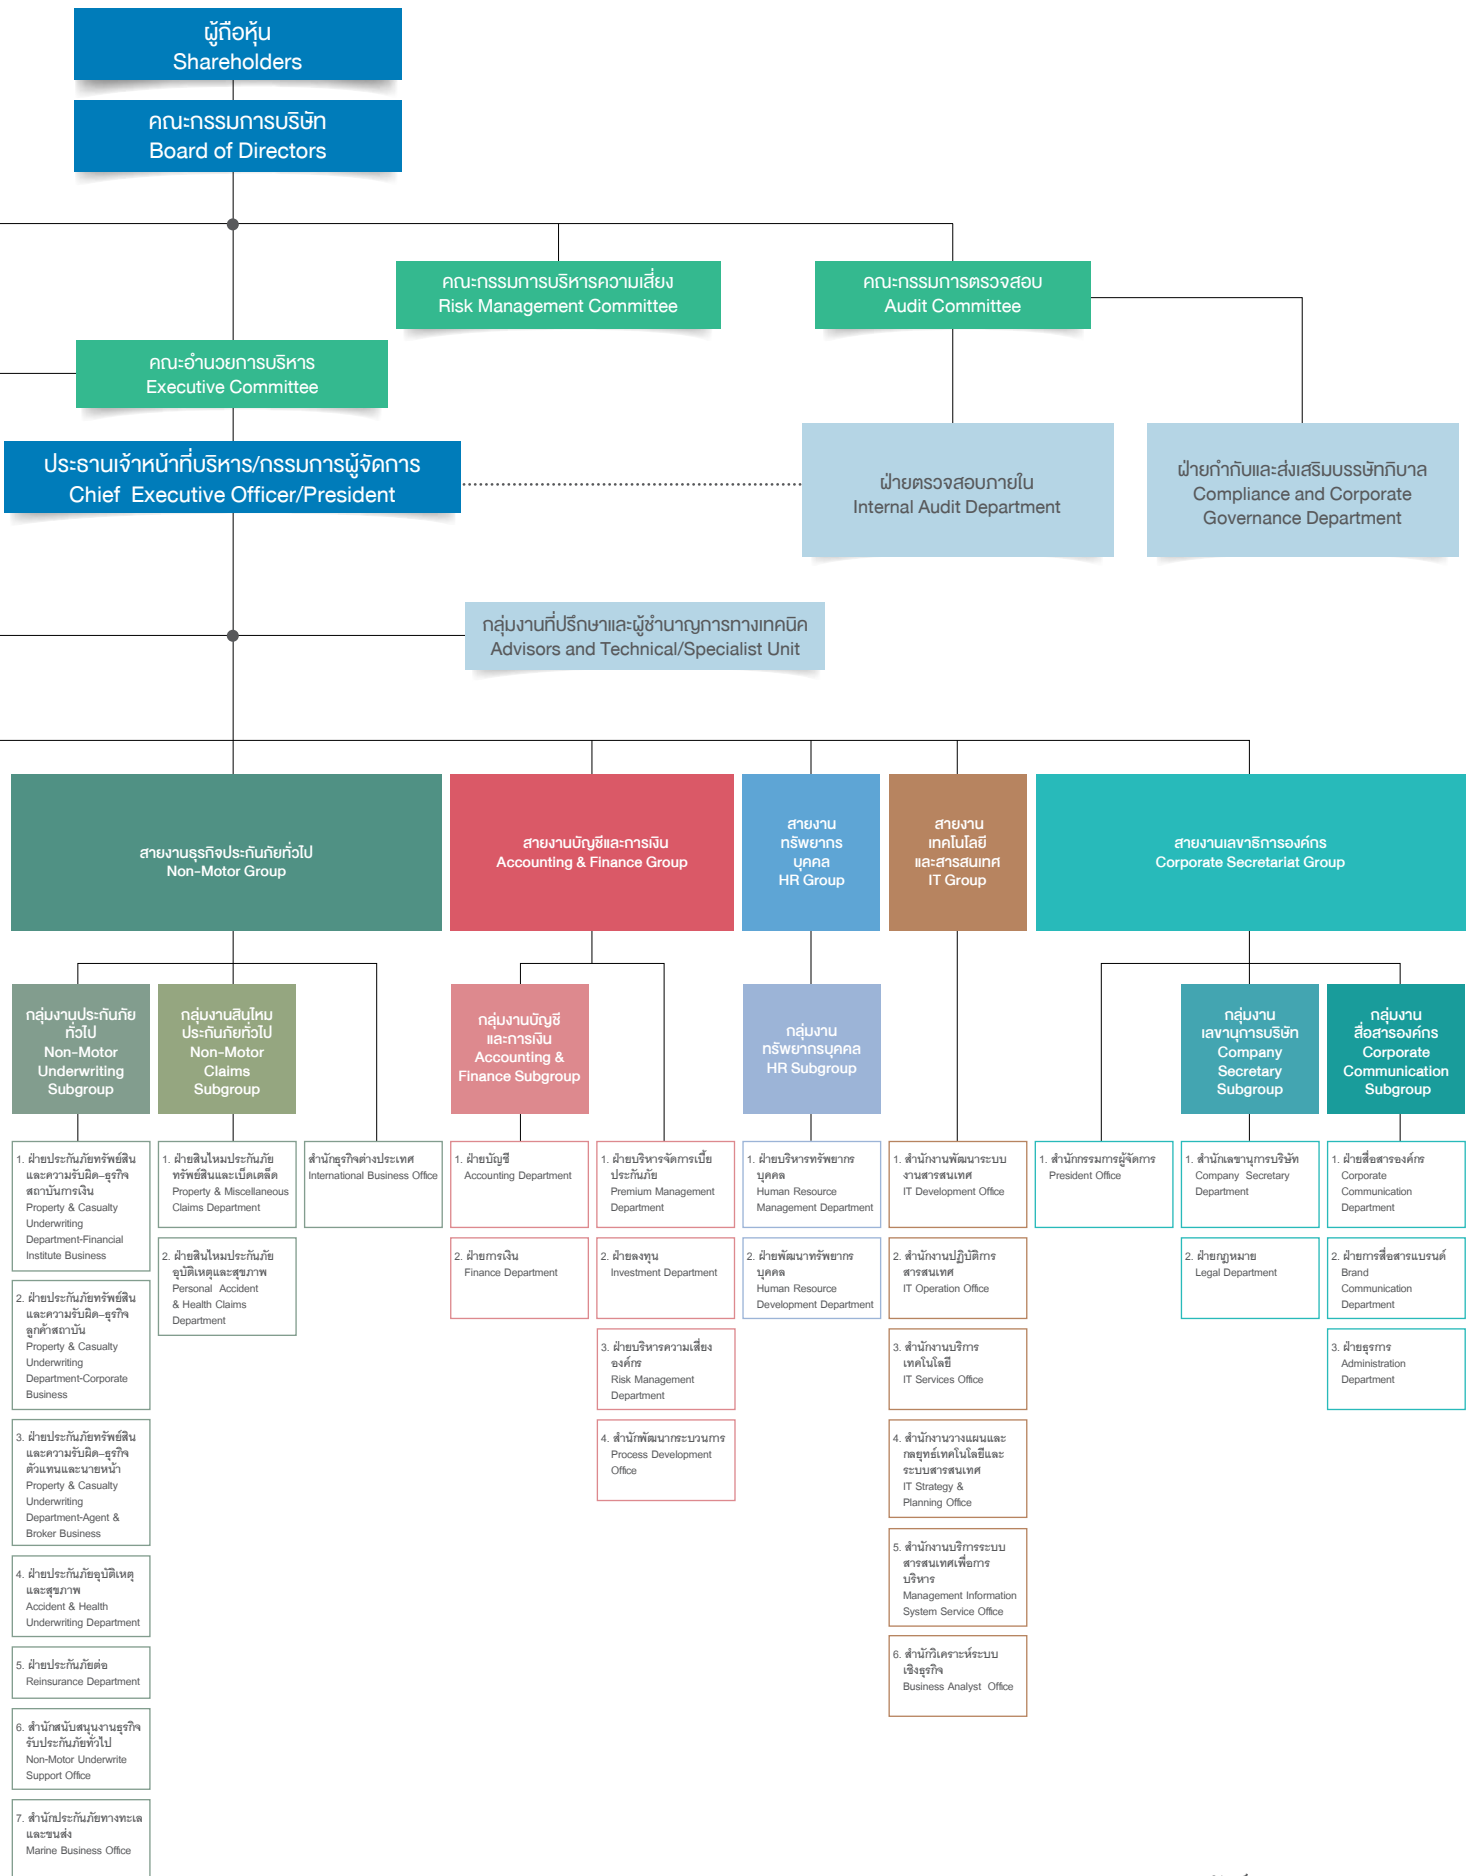 ผู้ถือหุ้น
Shareholders
คณะกรรมการบริษัท
Board of Directors
คณะกรรมการบริหารความเสี่ยง
Risk Management Committee
คณะกรรมการตรวจสอบ
Audit Committee
คณะอำนวยการบริหาร
Executive Committee
ประธานเจ้าหน้าที่บริหาร/กรรมการผู้จัดการ
Chief Executive Officer/President
ฝ่ายตรวจสอบภายใน
Internal Audit Department
ฝ่ายกำกับและส่งเสริมบรรษัทภิบาล
Compliance and Corporate
Governance Department
กลุ่มงานที่ปรึกษาและผู้ชำนาญการทางเทคนิค
Advisors and Technical/Specialist Unit
สายงานธุรกิจประกันภัยทั่วไป
Non-Motor Group
สายงานบัญชีและการเงิน
Accounting & Finance Group
สายงาน
ทรัพยากร
บุคคล
HR Group
สายงาน
เทคโนโลยี
และสารสนเทศ
IT Group
สายงานเลขาธิการองค์กร
Corporate Secretariat Group
กลุ่มงานประกันภัย
ทั่วไป
Non-Motor
Underwriting
Subgroup
กลุ่มงานสินไหม
ประกันภัยทั่วไป
Non-Motor
Claims
Subgroup
กลุ่มงานบัญชี
และการเงิน
Accounting &
Finance Subgroup
กลุ่มงาน
ทรัพยากรบุคคล
HR Subgroup
กลุ่มงาน
เลขานุการบริษัท
Company
Secretary
Subgroup
กลุ่มงาน
สื่อสารองค์กร
Corporate
Communication
Subgroup
1. ฝ่ายประกันภัยทรัพย์สิน
และความรับผิด–ธุรกิจ
สถาบันการเงิน
Property & Casualty
Underwriting
Department-Financial
Institute Business
2. ฝ่ายประกันภัยทรัพย์สิน
และความรับผิด–ธุรกิจ
ลูกค้าสถาบัน
Property & Casualty
Underwriting
Department-Corporate
Business
3. ฝ่ายประกันภัยทรัพย์สิน
และความรับผิด–ธุรกิจ
ตัวแทนและนายหน้า
Property & Casualty
Underwriting
Department-Agent &
Broker Business
4. ฝ่ายประกันภัยอุบัติเหตุ
และสุขภาพ
Accident & Health
Underwriting Department
5. ฝ่ายประกันภัยต่อ
Reinsurance Department
6. สำนักสนับสนุนงานธุรกิจ
รับประกันภัยทั่วไป
Non-Motor Underwrite
Support Office
7. สำนักประกันภัยทางทะเล
และขนส่ง
Marine Business Office
1. ฝ่ายสินไหมประกันภัย
ทรัพย์สินและเบ็ดเตล็ด
Property & Miscellaneous
Claims Department
2. ฝ่ายสินไหมประกันภัย
อุบัติเหตุและสุขภาพ
Personal Accident
& Health Claims
Department
สำนักธุรกิจต่างประเทศ
International Business Office
1. ฝ่ายบัญชี
Accounting Department
2. ฝ่ายการเงิน
Finance Department
1. ฝ่ายบริหารจัดการเบี้ย
ประกันภัย
Premium Management
Department
2. ฝ่ายลงทุน
Investment Department
3. ฝ่ายบริหารความเสี่ยง
องค์กร
Risk Management
Department
4. สำนักพัฒนากระบวนการ
Process Development
Office
1. ฝ่ายบริหารทรัพยากร
บุคคล
Human Resource
Management Department
2. ฝ่ายพัฒนาทรัพยากร
บุคคล
Human Resource
Development Department
1. สำนักงานพัฒนาระบบ
งานสารสนเทศ
IT Development Office
2. สำนักงานปฏิบัติการ
สารสนเทศ
IT Operation Office
3. สำนักงานบริการ
เทคโนโลยี
IT Services Office
4. สำนักงานวางแผนและ
กลยุทธ์เทคโนโลยีและ
ระบบสารสนเทศ
IT Strategy &
Planning Office
5. สำนักงานบริการระบบ
สารสนเทศเพื่อการ
บริหาร
Management Information
System Service Office
6. สำนักวิเคราะห์ระบบ
เชิงธุรกิจ
Business Analyst Office
1. สำนักกรรมการผู้จัดการ
President Office
1. สำนักเลขานุการบริษัท
Company Secretary
Department
2. ฝ่ายกฎหมาย
Legal Department
1. ฝ่ายสื่อสารองค์กร
Corporate
Communication
Department
2. ฝ่ายการสื่อสารแบรนด์
Brand
Communication
Department
3. ฝ่ายธุรการ
Administration
Department